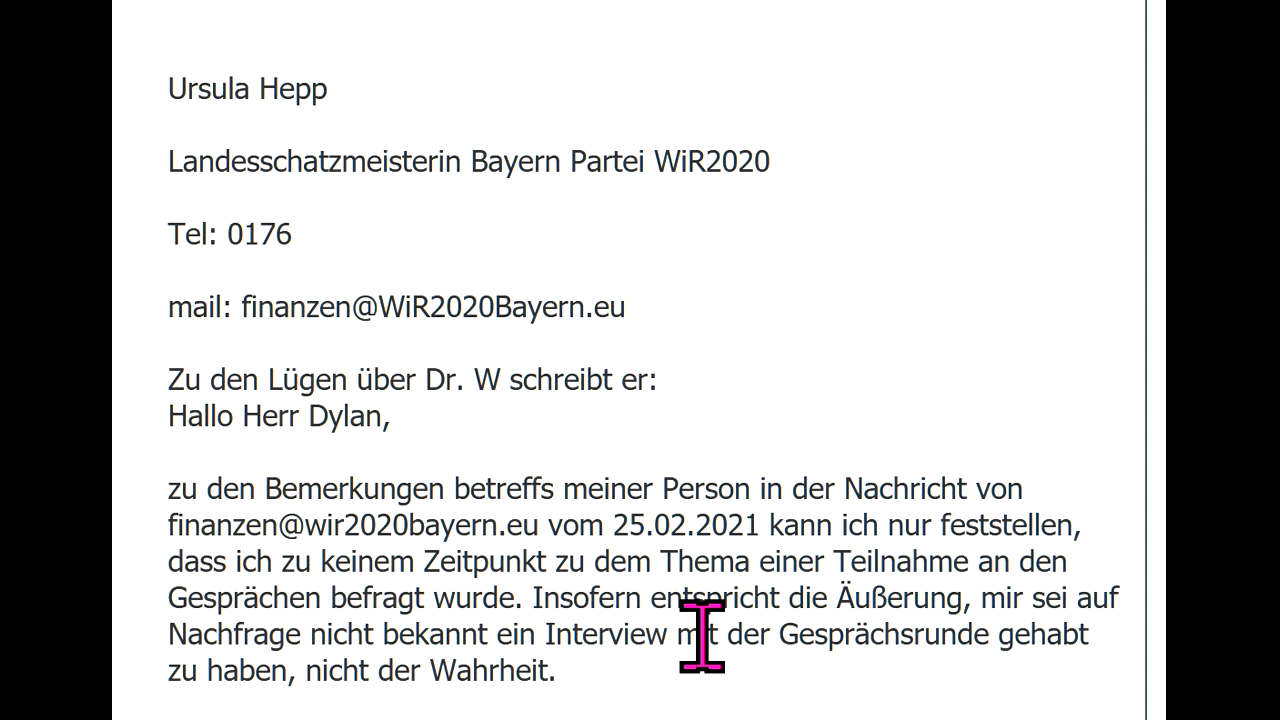 Ursula Hepp
Landesschatzmeisterin Bayern Partei WiR2020
Tel: 0176
mail: finanzen@WiR2020Bayern.eu
Zu den Lügen über Dr. W schreibt er:
Hallo Herr Dylan,
zu den Bemerkungen betreffs meiner Person in der Nachricht von
finanzen@wir2020bayern.eu vom 25.02.2021 kann ich nur feststellen,
dass ich zu keinem Zeitpunkt zu dem Thema einer Teilnahme an den
Gesprächen befragt wurde. Insofern entspricht die Äußerung, mir sei auf
Nachfrage nicht bekannt ein Interview mit der Gesprächsrunde gehabt
zu haben, nicht der Wahrheit.